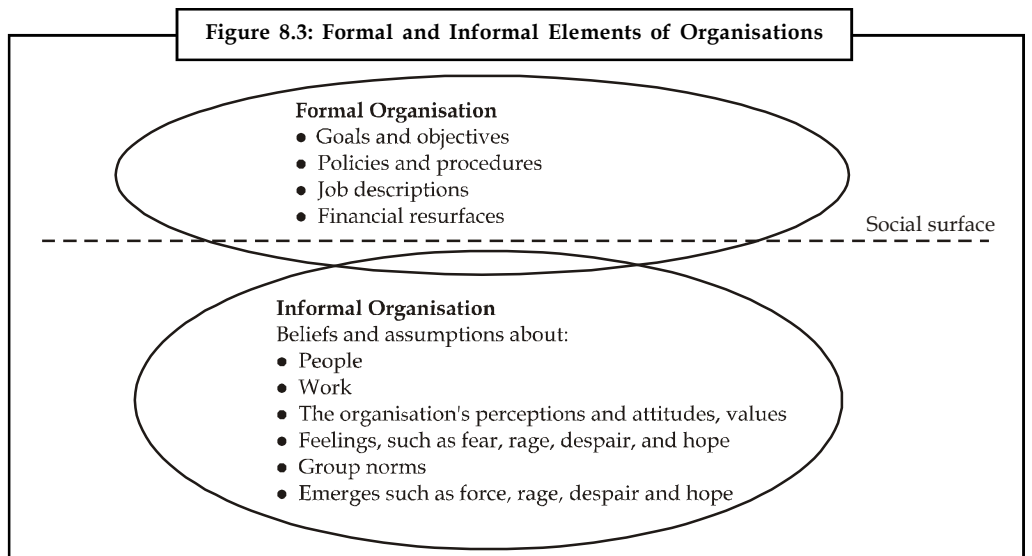 Figure 8.3: Formal and Informal Elements of Organisations
Formal Organisation
● Goals and objectives
● Policies and procedures
● Job descriptions
● Financial resurfaces
Social surface
Informal Organisation
Beliefs and assumptions about:
● People
● Work
● The organisation's perceptions and attitudes, values
● Feelings, such as fear, rage, despair, and hope
● Group norms
● Emerges such as force, rage, despair and hope